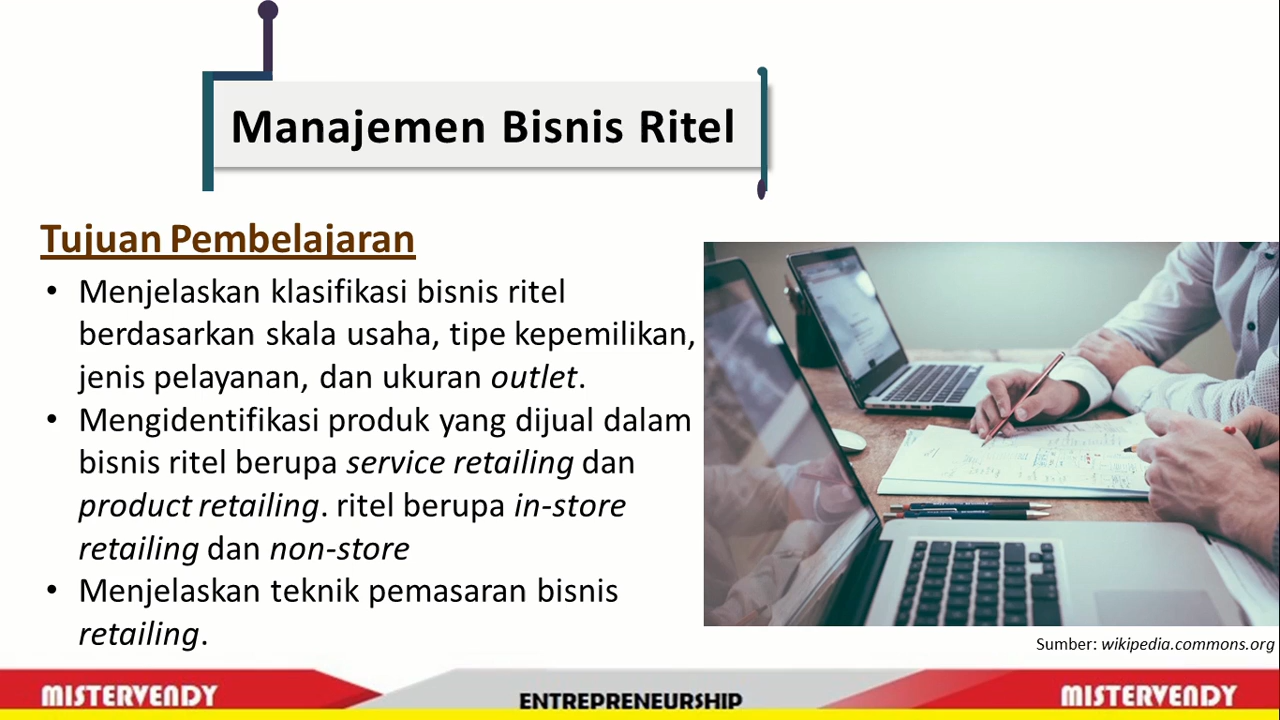 Manajemen Bisnis Ritel
Tujuan Pembelajaran
• Menjelaskan klasifikasi bisnis ritel
berdasarkan skala usaha, tipe kepemilikan,
jenis pelayanan, dan ukuran outlet.
• Mengidentifikasi produk yang dijual dalam
bisnis ritel berupa service retailing dan
product retailing. ritel berupa in-store
retailing dan non-store
• Menjelaskan teknik pemasaran bisnis
retailing.
Sumber: wikipedia.commons.org
MISTERVENDY
ENTREPRENEURSHIP
MISTERVENDY